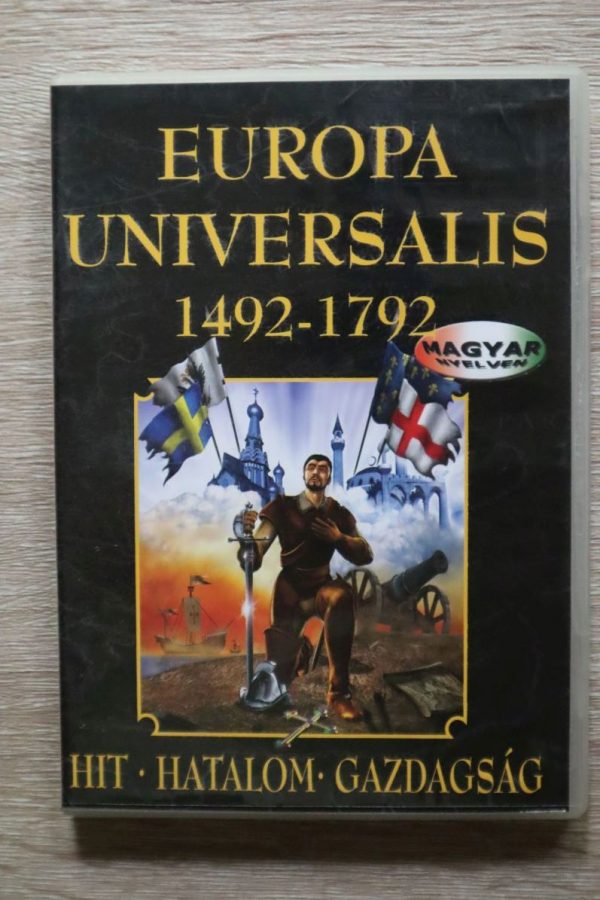 EUROPA
UNIVERSALIS
1492-1792
MAGYAR
NYELVEN
HIT · HATALOM · GAZDAGSÁG